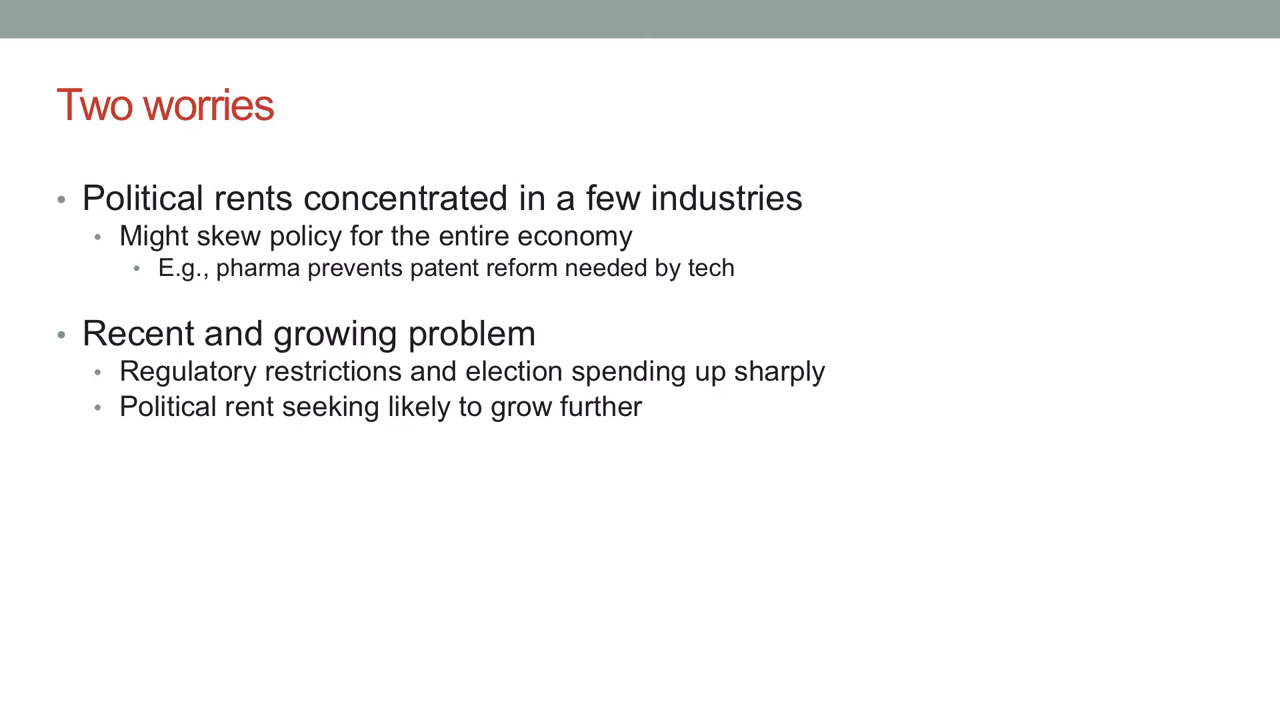 Two worries
• Political rents concentrated in a few industries
• Might skew policy for the entire economy
• E.g., pharma prevents patent reform needed by tech
• Recent and growing problem
• Regulatory restrictions and election spending up sharply
• Political rent seeking likely to grow further